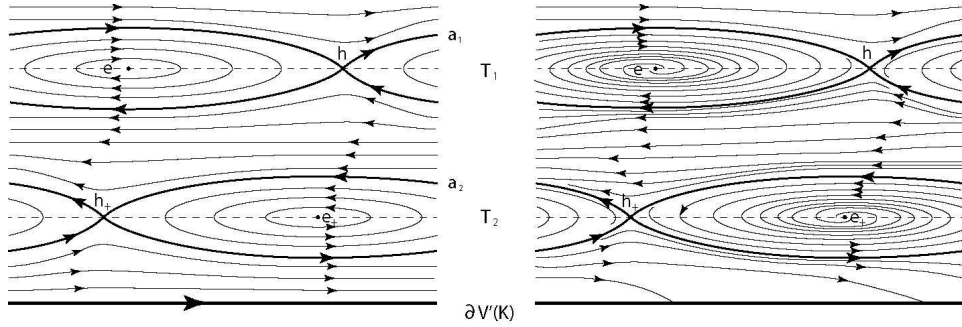 h a₁ h
e T₁ e
h₊ a₂ h₊
e₊ T₂ e₊
∂V'(K)